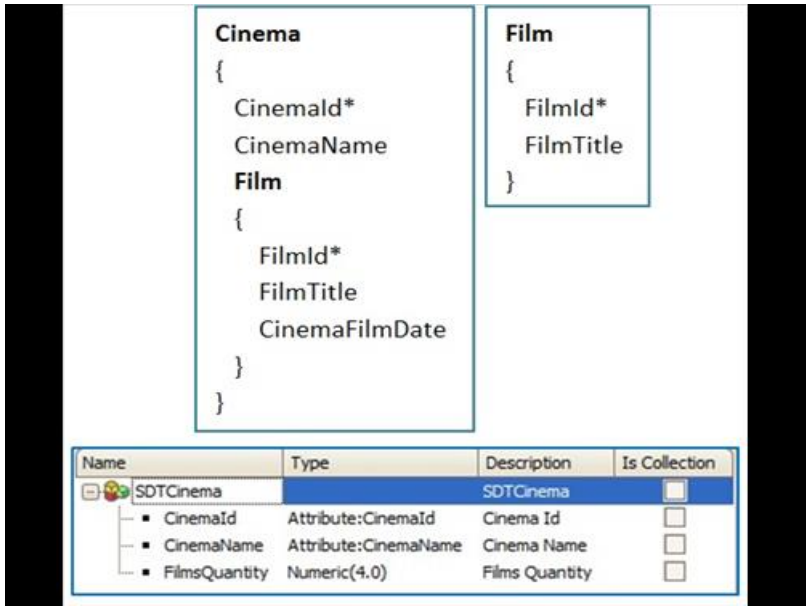 Cinema
{
CinemaId*
CinemaName
Film
{
FilmId*
FilmTitle
CinemaFilmDate
}
}
Film
{
FilmId*
FilmTitle
}
Name Type Description Is Collection
SDTCinema SDTCinema
CinemaId Attribute:CinemaId Cinema Id
CinemaName Attribute:CinemaName Cinema Name
FilmsQuantity Numeric(4.0) Films Quantity